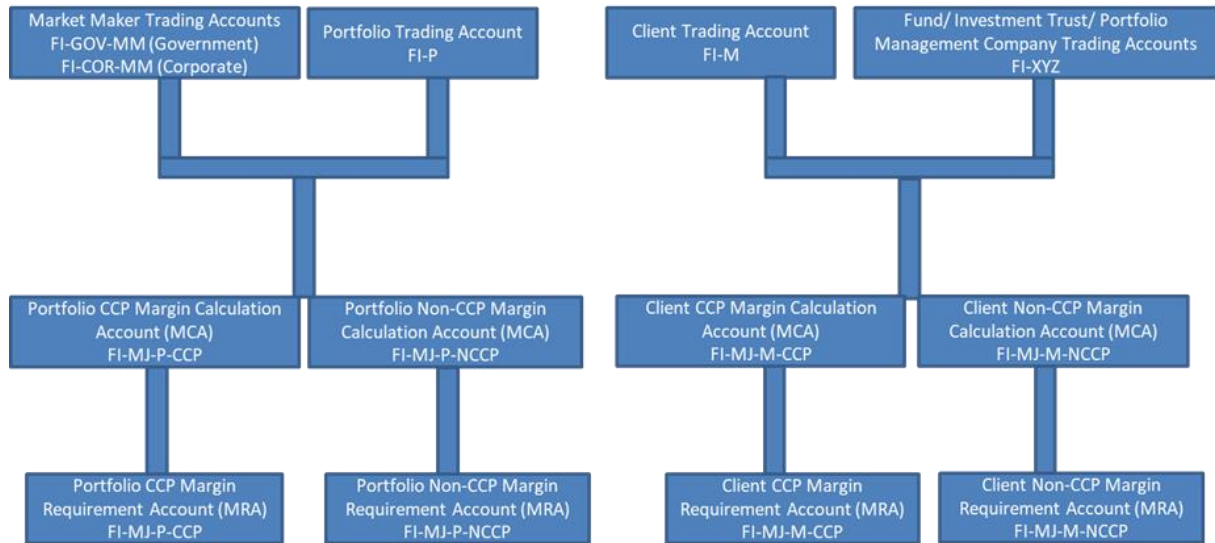 Market Maker Trading Accounts
FI-GOV-MM (Government)
FI-COR-MM (Corporate)
Portfolio Trading Account
FI-P
Client Trading Account
FI-M
Fund/ Investment Trust/ Portfolio
Management Company Trading Accounts
FI-XYZ
Portfolio CCP Margin Calculation
Account (MCA)
FI-MJ-P-CCP
Portfolio Non-CCP Margin
Calculation Account (MCA)
FI-MJ-P-NCCP
Client CCP Margin Calculation
Account (MCA)
FI-MJ-M-CCP
Client Non-CCP Margin
Calculation Account (MCA)
FI-MJ-M-NCCP
Portfolio CCP Margin
Requirement Account (MRA)
FI-MJ-P-CCP
Portfolio Non-CCP Margin
Requirement Account (MRA)
FI-MJ-P-NCCP
Client CCP Margin
Requirement Account (MRA)
FI-MJ-M-CCP
Client Non-CCP Margin
Requirement Account (MRA)
FI-MJ-M-NCCP